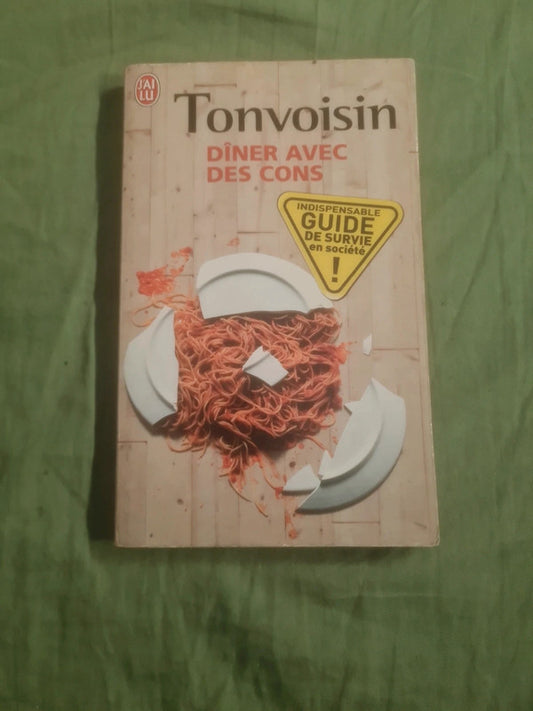 J'AI
LU
Tonvoisin
DÎNER AVEC
DES CONS
INDISPENSABLE
GUIDE
DE SURVIE
en société
!